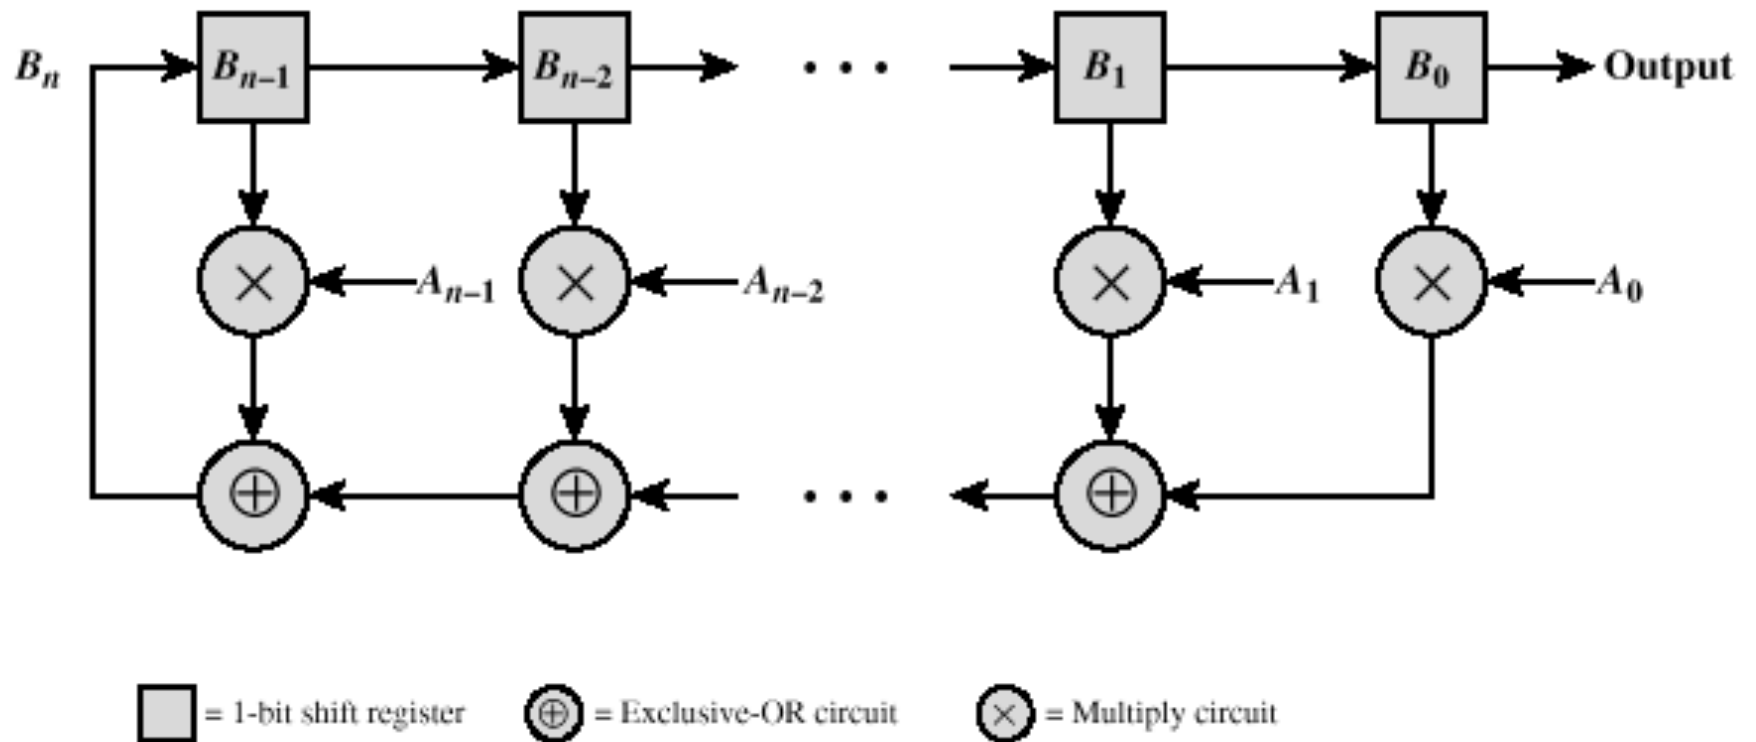 Bₙ Bₙ₋₁ Bₙ₋₂ · · · B₁ B₀ Output
× Aₙ₋₁ × Aₙ₋₂ × A₁ × A₀
⊕ ⊕ · · · ⊕
= 1-bit shift register ⊕ = Exclusive-OR circuit × = Multiply circuit